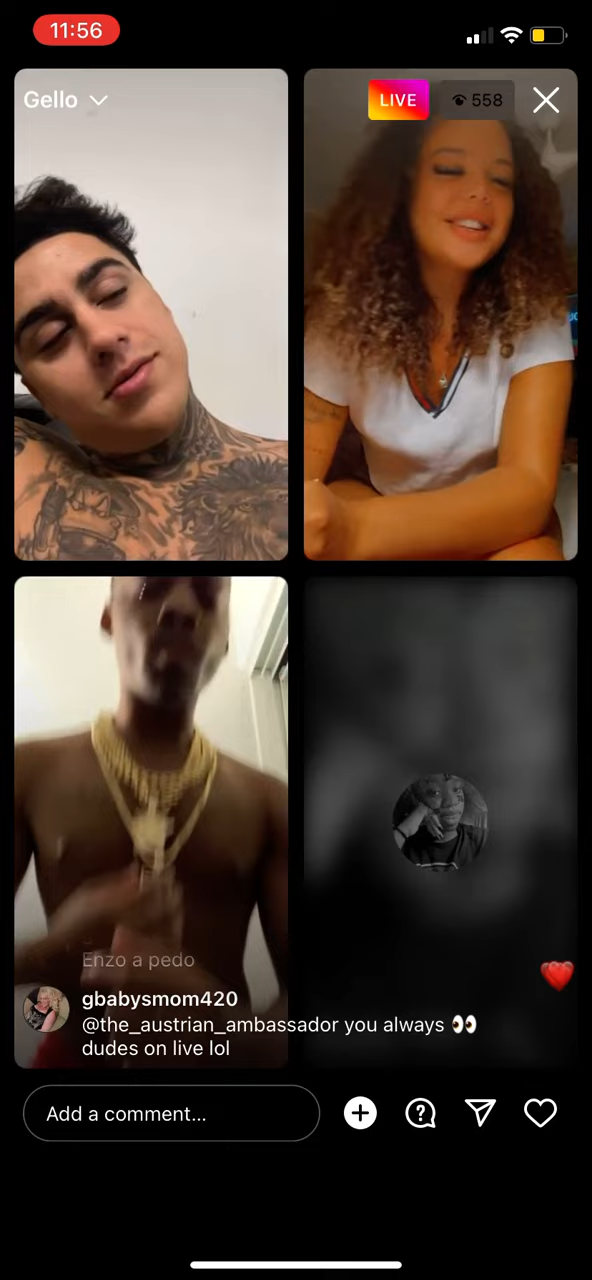 11:56
Gello
LIVE
558
Enzo a pedo
gbabysmom420
@the_austrian_ambassador you always 👀
dudes on live lol
Add a comment...